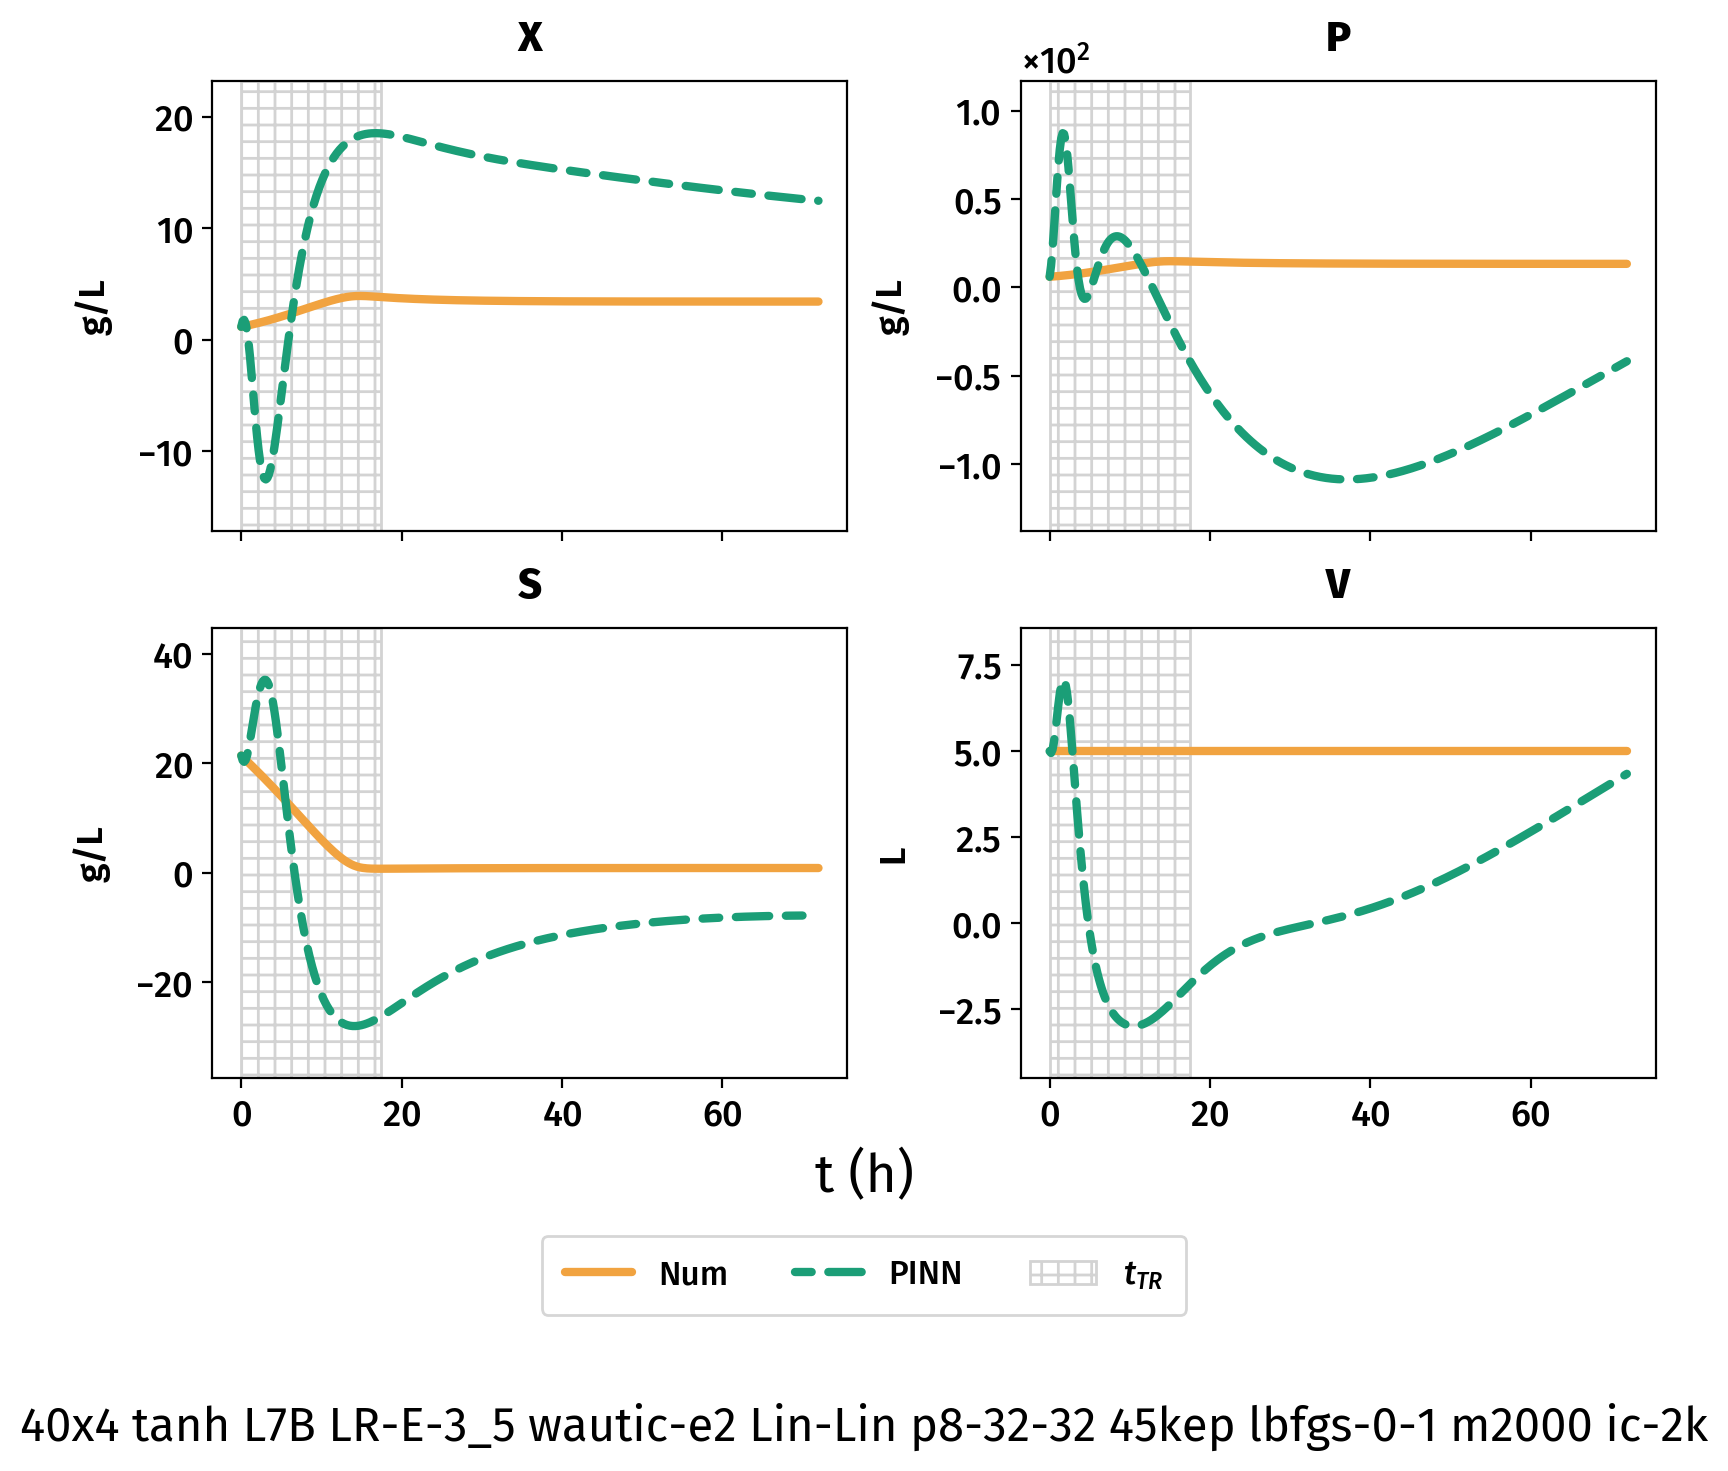 X
20
10
0
−10
g/L
P
×10²
1.0
0.5
0.0
−0.5
−1.0
g/L
S
40
20
0
−20
g/L
0 20 40 60
V
7.5
5.0
2.5
0.0
−2.5
L
0 20 40 60
t (h)
Num PINN t_TR
40x4 tanh L7B LR-E-3_5 wautic-e2 Lin-Lin p8-32-32 45kep lbfgs-0-1 m2000 ic-2k